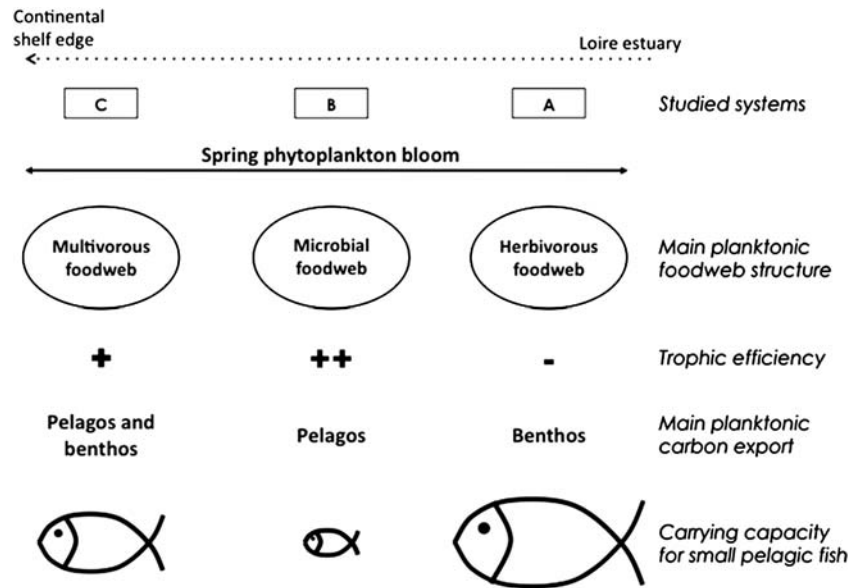 Continental
shelf edge
Loire estuary
C
B
A
Studied systems
Spring phytoplankton bloom
Multivorous
foodweb
Microbial
foodweb
Herbivorous
foodweb
Main planktonic
foodweb structure
+
++
-
Trophic efficiency
Pelagos and
benthos
Pelagos
Benthos
Main planktonic
carbon export
Carrying capacity
for small pelagic fish